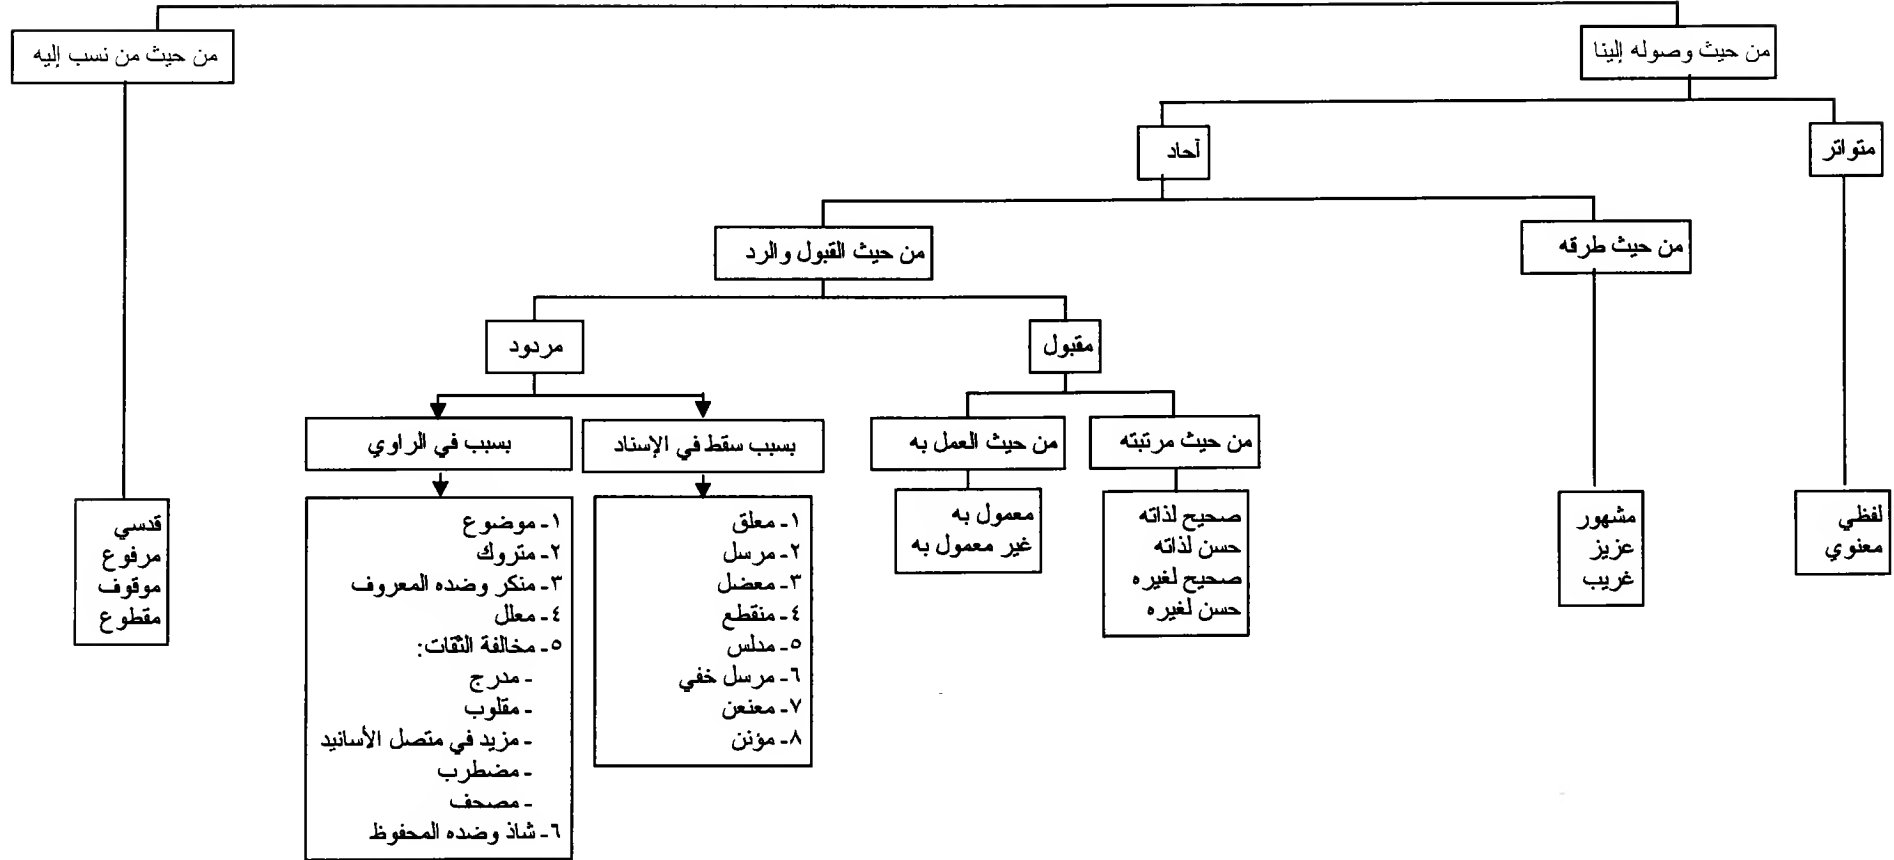 من حيث وصوله إلينا
من حيث من نسب إليه
متواتر
آحاد
من حيث طرقه
من حيث القبول والرد
مقبول
مردود
من حيث مرتبته
من حيث العمل به
بسبب سقط في الإسناد
بسبب في الراوي
لفظي
معنوي
مشهور
عزيز
غريب
صحيح لذاته
حسن لذاته
صحيح لغيره
حسن لغيره
معمول به
غير معمول به
١- معلق
٢- مرسل
٣- معضل
٤- منقطع
٥- مدلس
٦- مرسل خفي
٧- معنعن
٨- مؤنن
١- موضوع
٢- متروك
٣- منكر وضده المعروف
٤- معلل
٥- مخالفة الثقات:
- مدرج
- مقلوب
- مزيد في متصل الأسانيد
- مضطرب
- مصحف
٦- شاذ وضده المحفوظ
قدسي
مرفوع
موقوف
مقطوع